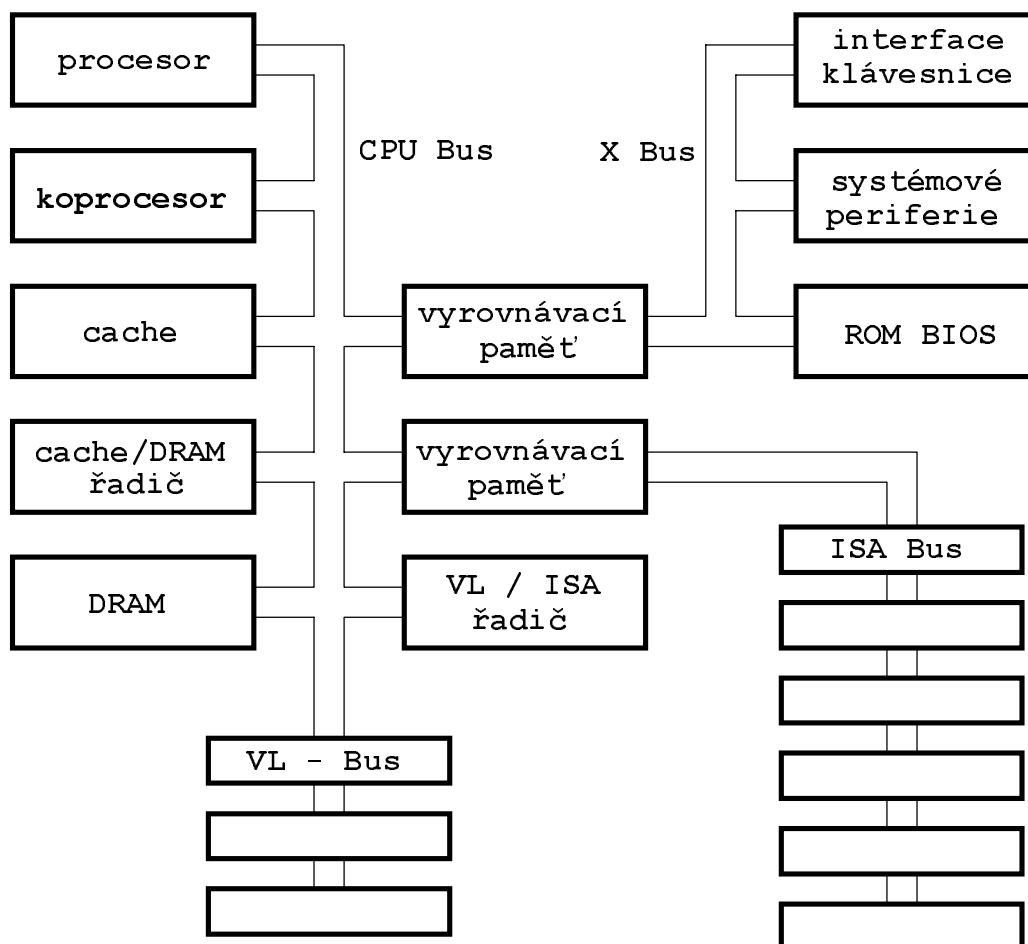 procesor
interface
klávesnice
CPU Bus
X Bus
koprocesor
systémové
periferie
cache
vyrovnávací
paměť
ROM BIOS
cache/DRAM
řadič
vyrovnávací
paměť
ISA Bus
DRAM
VL / ISA
řadič
VL - Bus